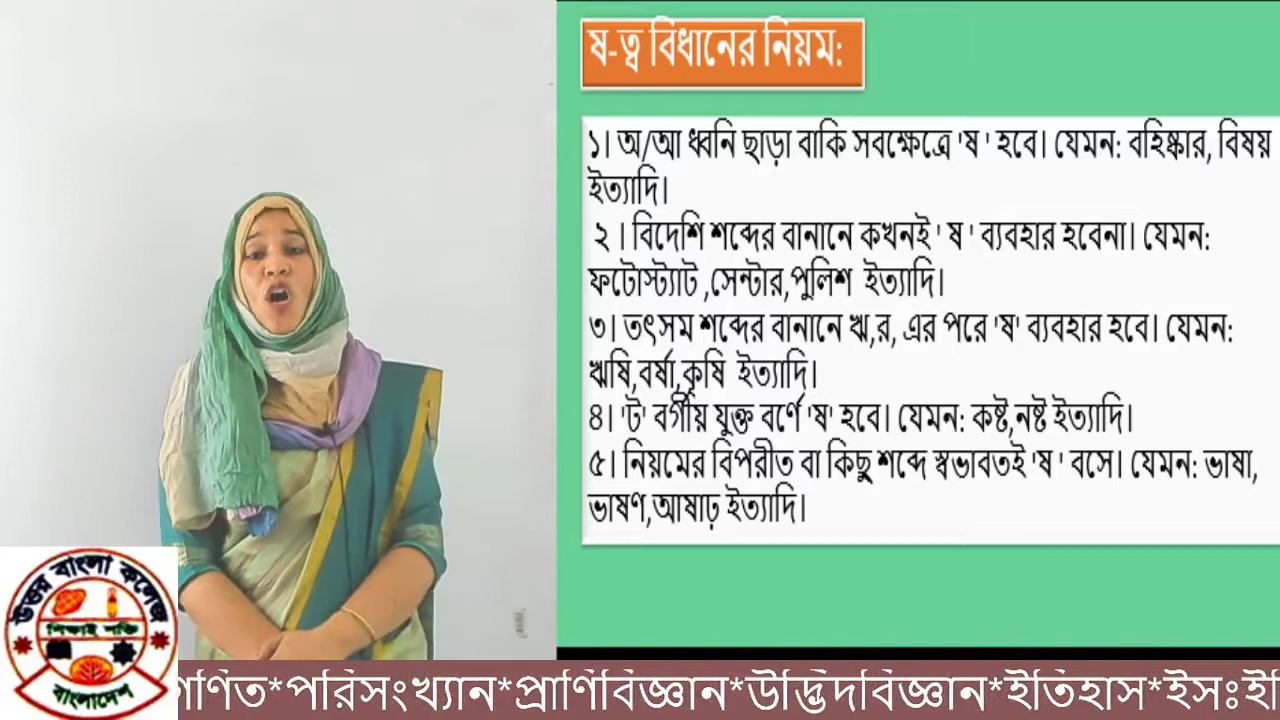 ষ-ত্ব বিধানের নিয়ম:
১। অ/আ ধ্বনি ছাড়া বাকি সবক্ষেত্রে 'ষ ' হবে। যেমন: বহিষ্কার, বিষয়
ইত্যাদি।
২ । বিদেশি শব্দের বানানে কখনই ' ষ ' ব্যবহার হবেনা। যেমন:
ফটোস্ট্যাট ,সেন্টার,পুলিশ ইত্যাদি।
৩। তৎসম শব্দের বানানে ঋ,র, এর পরে 'ষ' ব্যবহার হবে। যেমন:
ঋষি,বর্ষা,কৃষি ইত্যাদি।
৪। 'ট' বর্গীয় যুক্ত বর্ণে 'ষ' হবে। যেমন: কষ্ট,নষ্ট ইত্যাদি।
৫। নিয়মের বিপরীত বা কিছু শব্দে স্বভাবতই 'ষ ' বসে। যেমন: ভাষা,
ভাষণ,আষাঢ় ইত্যাদি।
উত্তর বাংলা কলেজ
শিক্ষাই শক্তি
বাংলাদেশ
গণিত*পরিসংখ্যান*প্রাণিবিজ্ঞান*উদ্ভিদবিজ্ঞান*ইতিহাস*ইসঃই